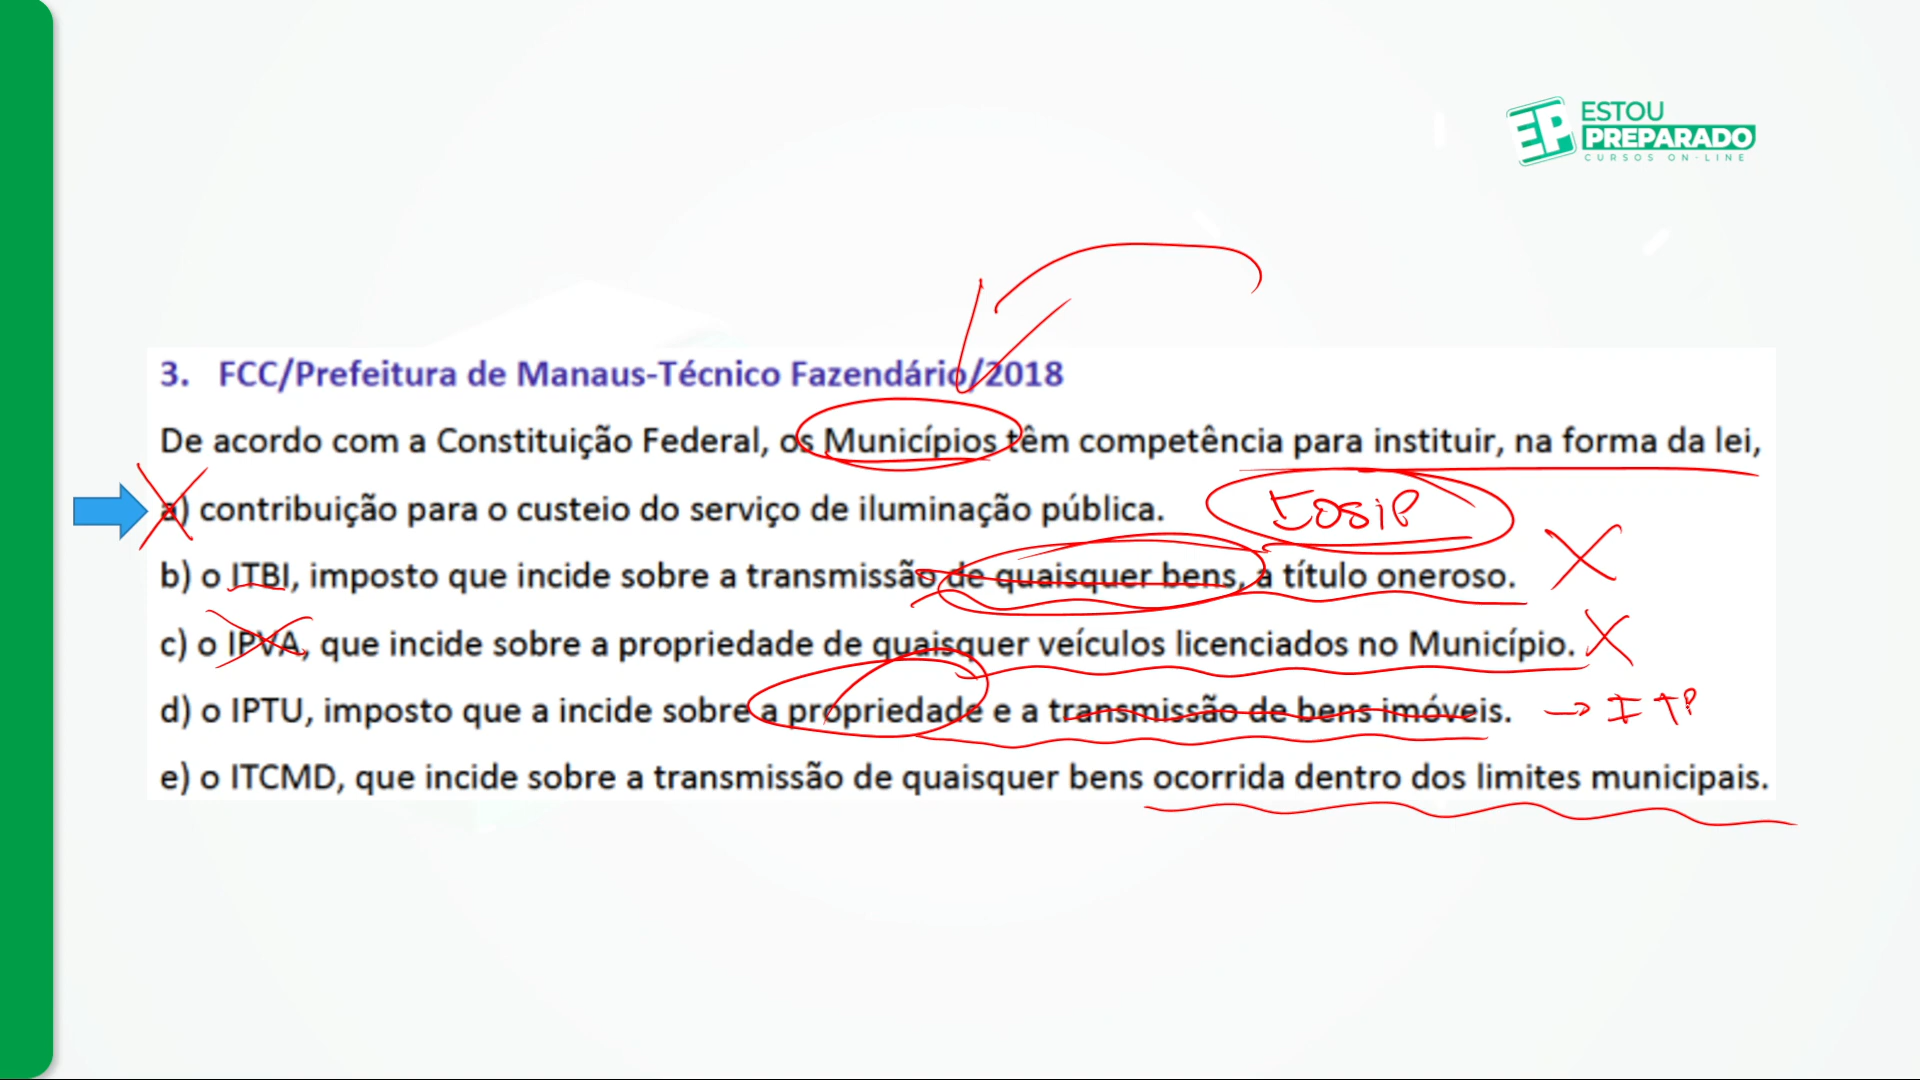 EP ESTOU
PREPARADO
CURSOS ON-LINE
3. FCC/Prefeitura de Manaus-Técnico Fazendário/2018
De acordo com a Constituição Federal, os Municípios têm competência para instituir, na forma da lei,
a) contribuição para o custeio do serviço de iluminação pública.
b) o ITBI, imposto que incide sobre a transmissão de quaisquer bens, a título oneroso.
c) o IPVA, que incide sobre a propriedade de quaisquer veículos licenciados no Município.
d) o IPTU, imposto que a incide sobre a propriedade e a transmissão de bens imóveis.
e) o ITCMD, que incide sobre a transmissão de quaisquer bens ocorrida dentro dos limites municipais.